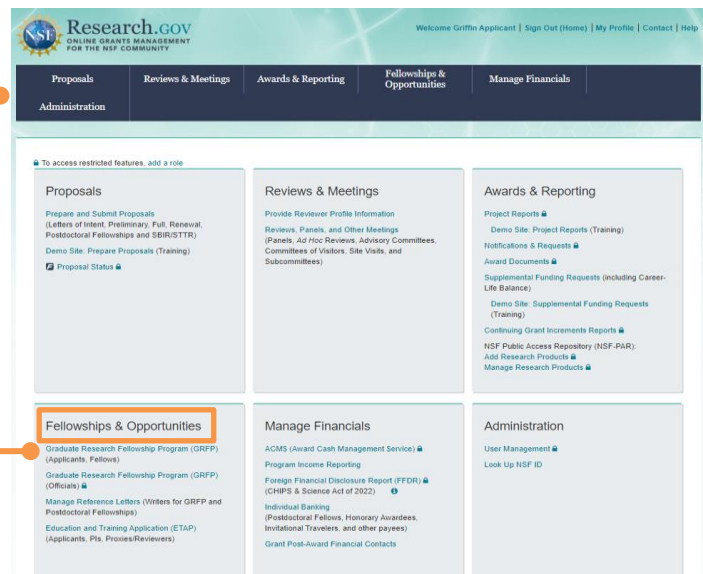 NSF
Research.gov
ONLINE GRANTS MANAGEMENT
FOR THE NSF COMMUNITY
Welcome Griffin Applicant | Sign Out (Home) | My Profile | Contact | Help
Proposals
Reviews & Meetings
Awards & Reporting
Fellowships &
Opportunities
Manage Financials
Administration
To access restricted features, add a role
Proposals
Prepare and Submit Proposals
(Letters of Intent, Preliminary, Full, Renewal,
Postdoctoral Fellowships and SBIR/STTR)
Demo Site: Prepare Proposals (Training)
Proposal Status
Reviews & Meetings
Provide Reviewer Profile Information
Reviews, Panels, and Other Meetings
(Panels, Ad Hoc Reviews, Advisory Committees,
Committees of Visitors, Site Visits, and
Subcommittees)
Awards & Reporting
Project Reports
Demo Site: Project Reports (Training)
Notifications & Requests
Award Documents
Supplemental Funding Requests (including Career-
Life Balance)
Demo Site: Supplemental Funding Requests
(Training)
Continuing Grant Increments Reports
NSF Public Access Repository (NSF-PAR):
Add Research Products
Manage Research Products
Fellowships & Opportunities
Graduate Research Fellowship Program (GRFP)
(Applicants, Fellows)
Graduate Research Fellowship Program (GRFP)
(Officials)
Manage Reference Letters (Writers for GRFP and
Postdoctoral Fellowships)
Education and Training Application (ETAP)
(Applicants, PIs, Proxies/Reviewers)
Manage Financials
ACM$ (Award Cash Management $ervice)
Program Income Reporting
Foreign Financial Disclosure Report (FFDR)
(CHIPS & Science Act of 2022)
Individual Banking
(Postdoctoral Fellows, Honorary Awardees,
Invitational Travelers, and other payees)
Grant Post-Award Financial Contacts
Administration
User Management
Look Up NSF ID